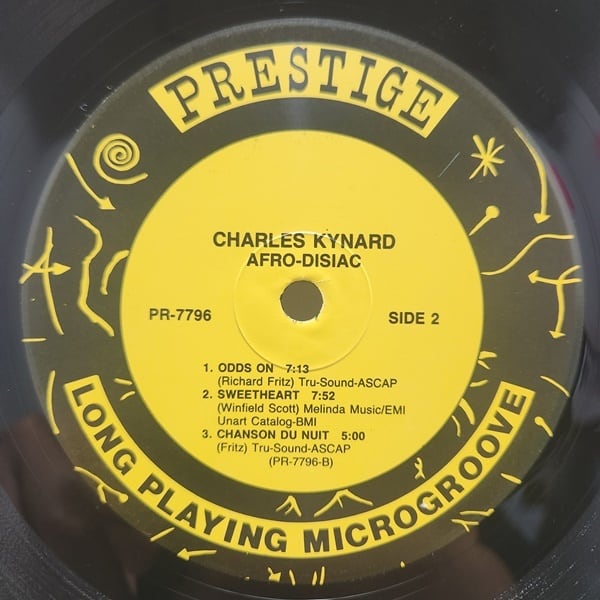 PRESTIGE
CHARLES KYNARD
AFRO-DISIAC
PR-7796
SIDE 2
1. ODDS ON 7:13
(Richard Fritz) Tru-Sound-ASCAP
2. SWEETHEART 7:52
(Winfield Scott) Melinda Music/EMI
Unart Catalog-BMI
3. CHANSON DU NUIT 5:00
(Fritz) Tru-Sound-ASCAP
(PR-7796-B)
LONG PLAYING MICROGROOVE